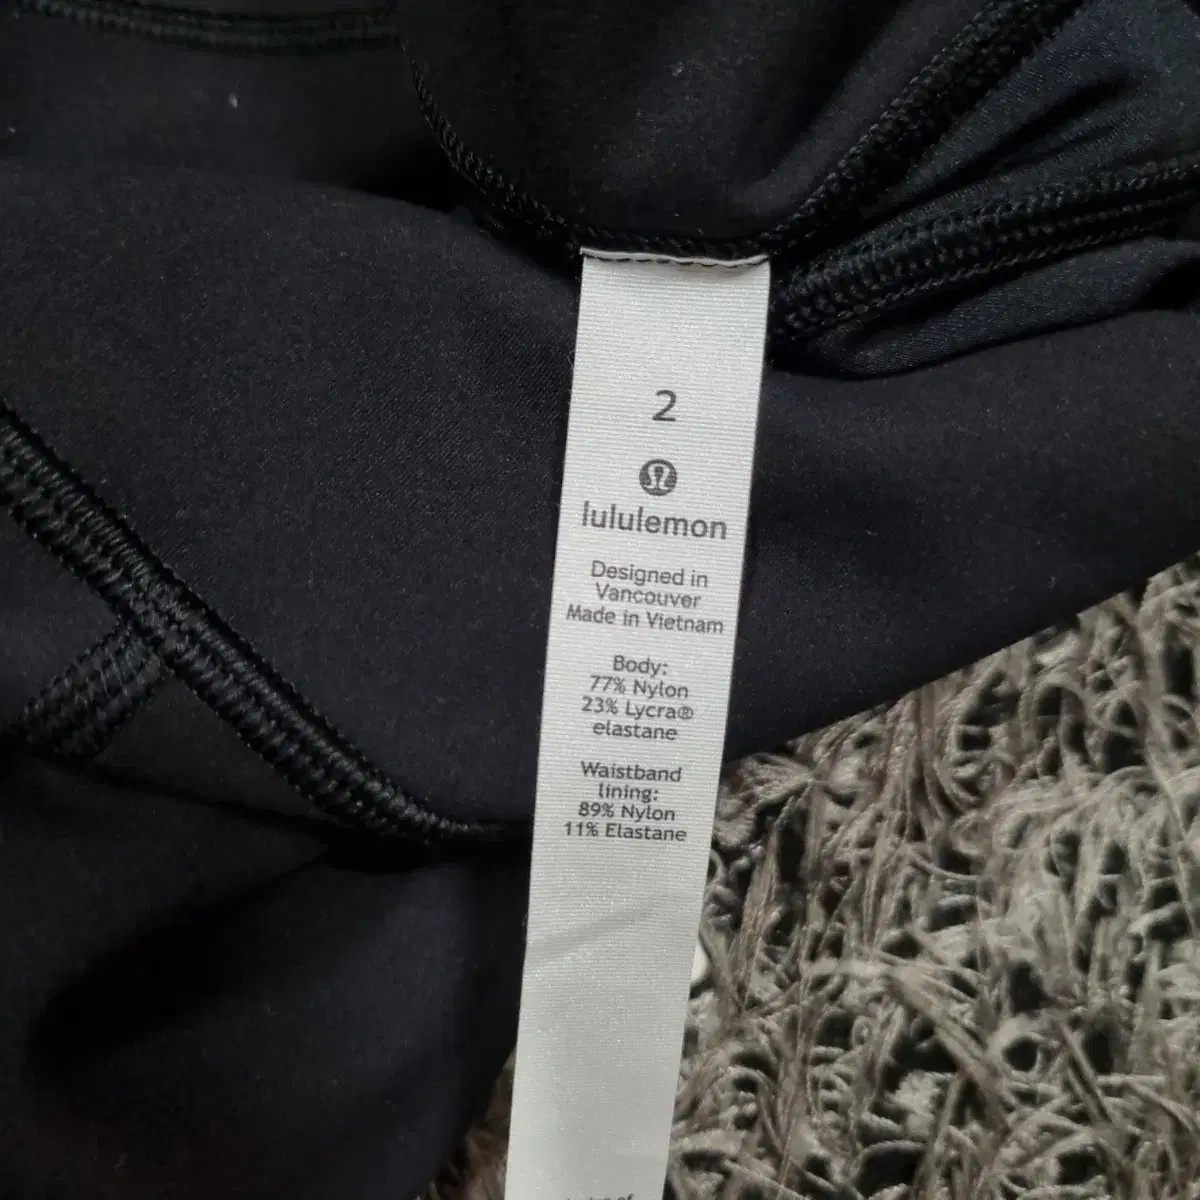 2
lululemon
Designed in
Vancouver
Made in Vietnam
Body:
77% Nylon
23% Lycra®
elastane
Waistband
lining:
89% Nylon
11% Elastane
of